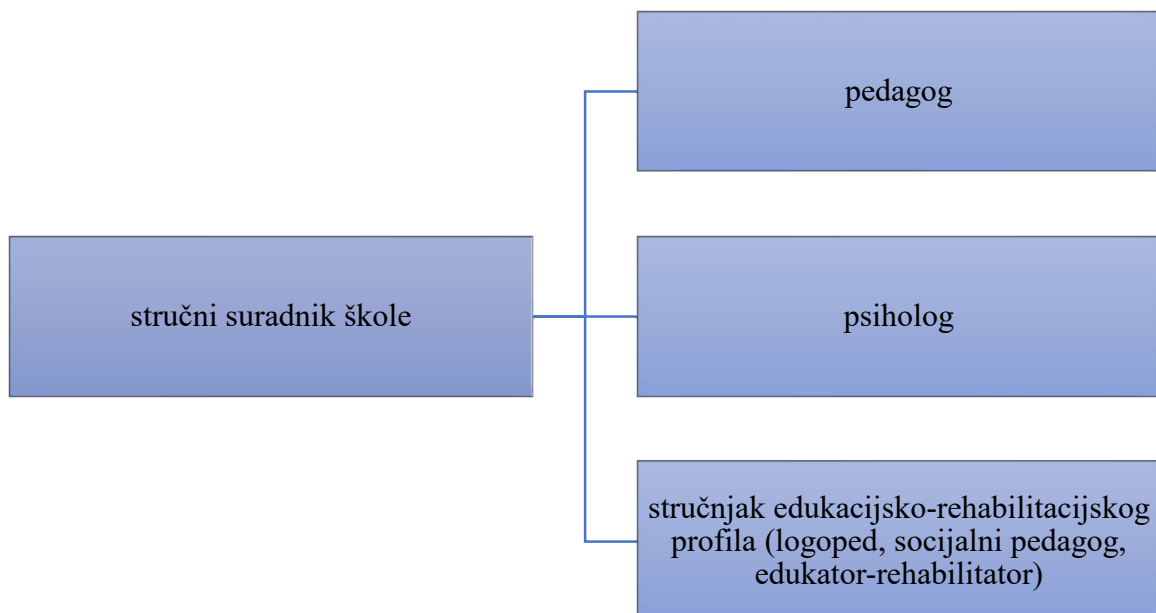 pedagog
stručni suradnik škole
psiholog
stručnjak edukacijsko-rehabilitacijskog
profila (logoped, socijalni pedagog,
edukator-rehabilitator)